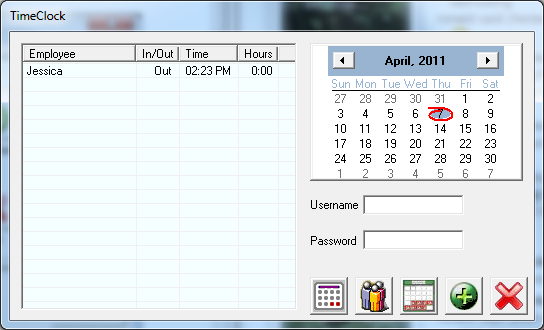 TimeClock
Employee In/Out Time Hours
Jessica Out 02:23 PM 0:00
April, 2011
Sun Mon Tue Wed Thu Fri Sat
27 28 29 30 31 1 2
3 4 5 6 7 8 9
10 11 12 13 14 15 16
17 18 19 20 21 22 23
24 25 26 27 28 29 30
1 2 3 4 5 6 7
Username
Password